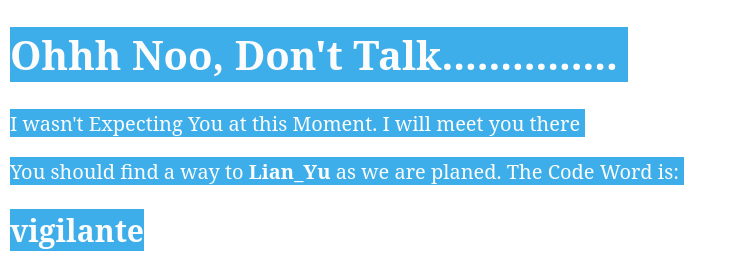 Ohhh Noo, Don't Talk...............
I wasn't Expecting You at this Moment. I will meet you there
You should find a way to Lian_Yu as we are planed. The Code Word is:
vigilante